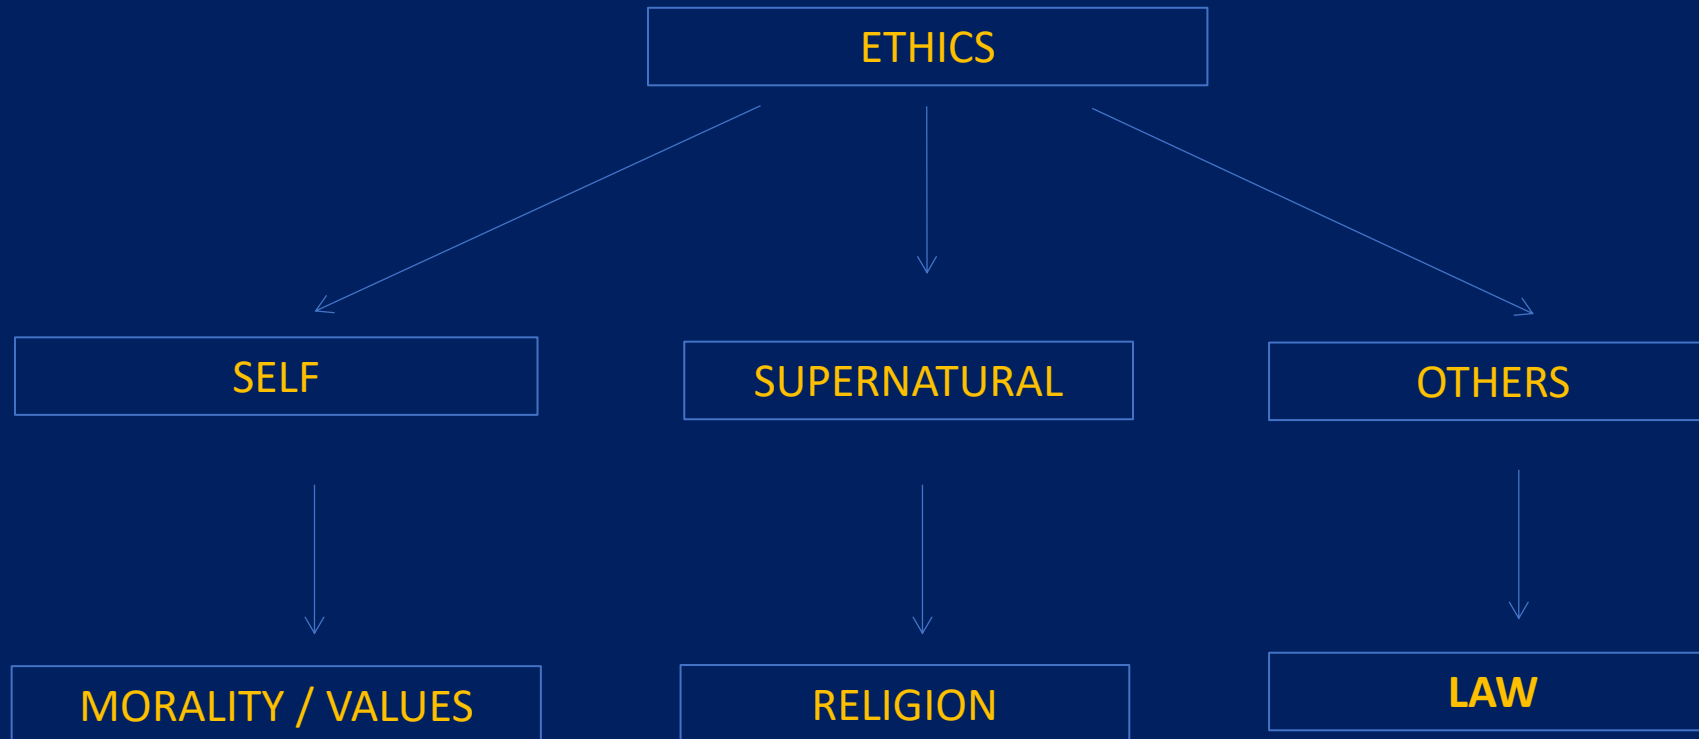 ETHICS
SELF
SUPERNATURAL
OTHERS
MORALITY / VALUES
RELIGION
LAW